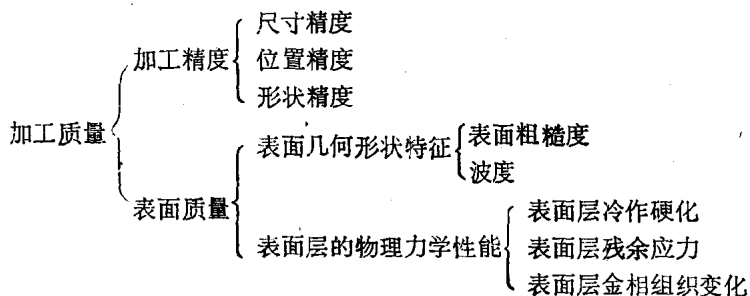 尺寸精度
加工精度
位置精度
形状精度
加工质量
表面几何形状特征
表面粗糙度
波度
表面质量
表面层冷作硬化
表面层的物理力学性能
表面层残余应力
表面层金相组织变化